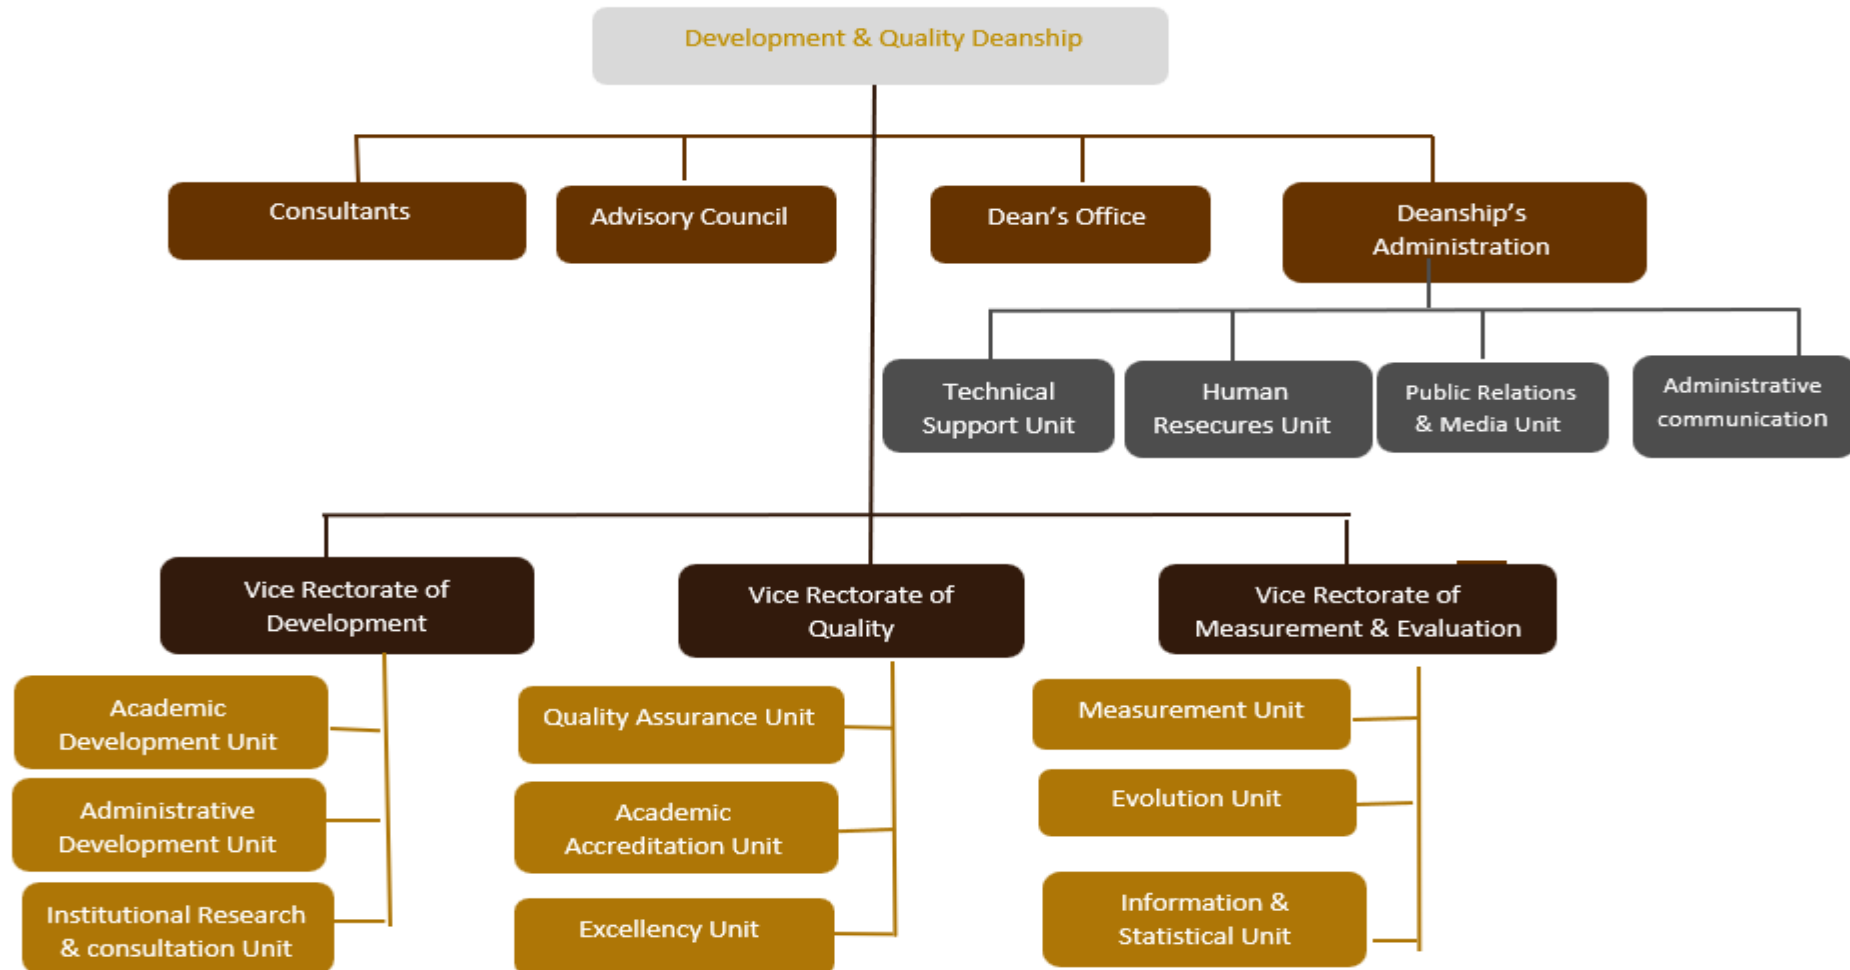 Development & Quality Deanship
Consultants
Advisory Council
Dean's Office
Deanship's
Administration
Technical
Support Unit
Human
Resecures Unit
Public Relations
& Media Unit
Administrative
communication
Vice Rectorate of
Development
Vice Rectorate of
Quality
Vice Rectorate of
Measurement & Evaluation
Academic
Development Unit
Administrative
Development Unit
Institutional Research
& consultation Unit
Quality Assurance Unit
Academic
Accreditation Unit
Excellency Unit
Measurement Unit
Evolution Unit
Information &
Statistical Unit